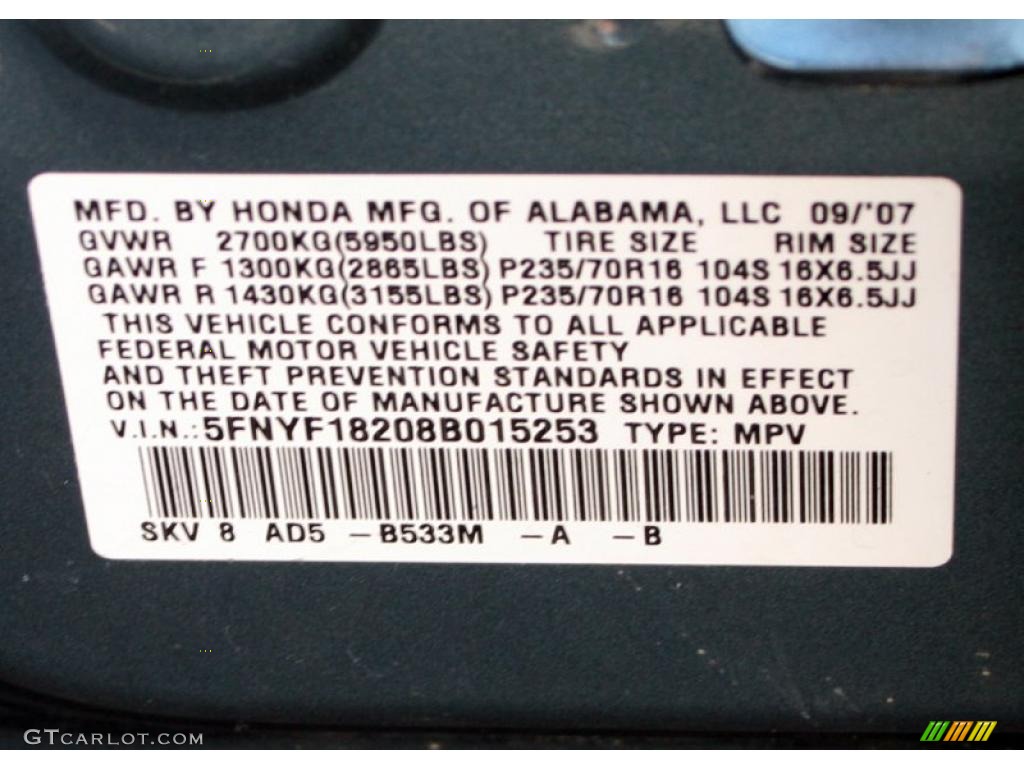 MFD. BY HONDA MFG. OF ALABAMA, LLC 09/'07
GVWR 2700KG(5950LBS) TIRE SIZE RIM SIZE
GAWR F 1300KG(2865LBS) P235/70R16 104S 16X6.5JJ
GAWR R 1430KG(3155LBS) P235/70R16 104S 16X6.5JJ
THIS VEHICLE CONFORMS TO ALL APPLICABLE
FEDERAL MOTOR VEHICLE SAFETY
AND THEFT PREVENTION STANDARDS IN EFFECT
ON THE DATE OF MANUFACTURE SHOWN ABOVE.
V.I.N.: 5FNYF18208B015253 TYPE: MPV
SKV 8 AD5 -B533M -A -B
GTCARLOT.COM